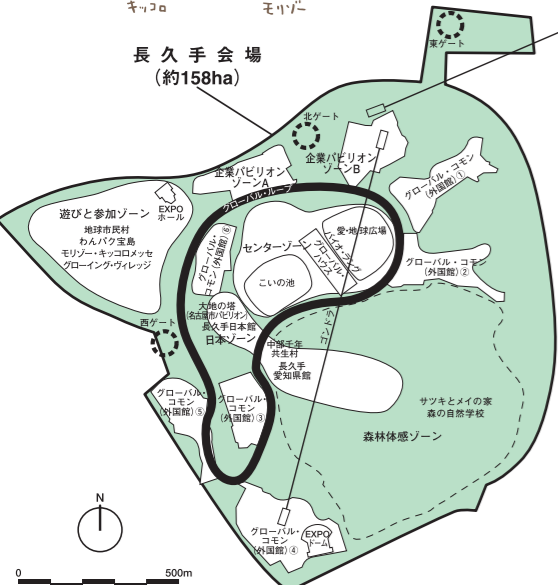 キッコロ
モリゾー
長久手会場
(約158ha)
東ゲート
北ゲート
企業パビリオン
ゾーンA
企業パビリオン
ゾーンB
グローバル・コモン
(外国館)①
グローバル・ループ
遊びと参加ゾーン
地球市民村
わんパク宝島
モリゾー・キッコロメッセ
グローイング・ヴィレッジ
EXPO
ホール
グローバル・
コモン(外国館)⑥
センターゾーン
こいの池
グローバル・
ハウス
バイオ・ラング
愛・地球広場
グローバル・コモン
(外国館)②
大地の塔
(名古屋市パビリオン)
長久手日本館
日本ゾーン
西ゲート
ゴンドラ
中部千年
共生村
長久手
愛知県館
グローバル・
コモン
(外国館)⑤
グローバル・
コモン
(外国館)③
サツキとメイの家
森の自然学校
森林体感ゾーン
グローバル・
コモン
(外国館)④
EXPO
ドーム
N
0 500m